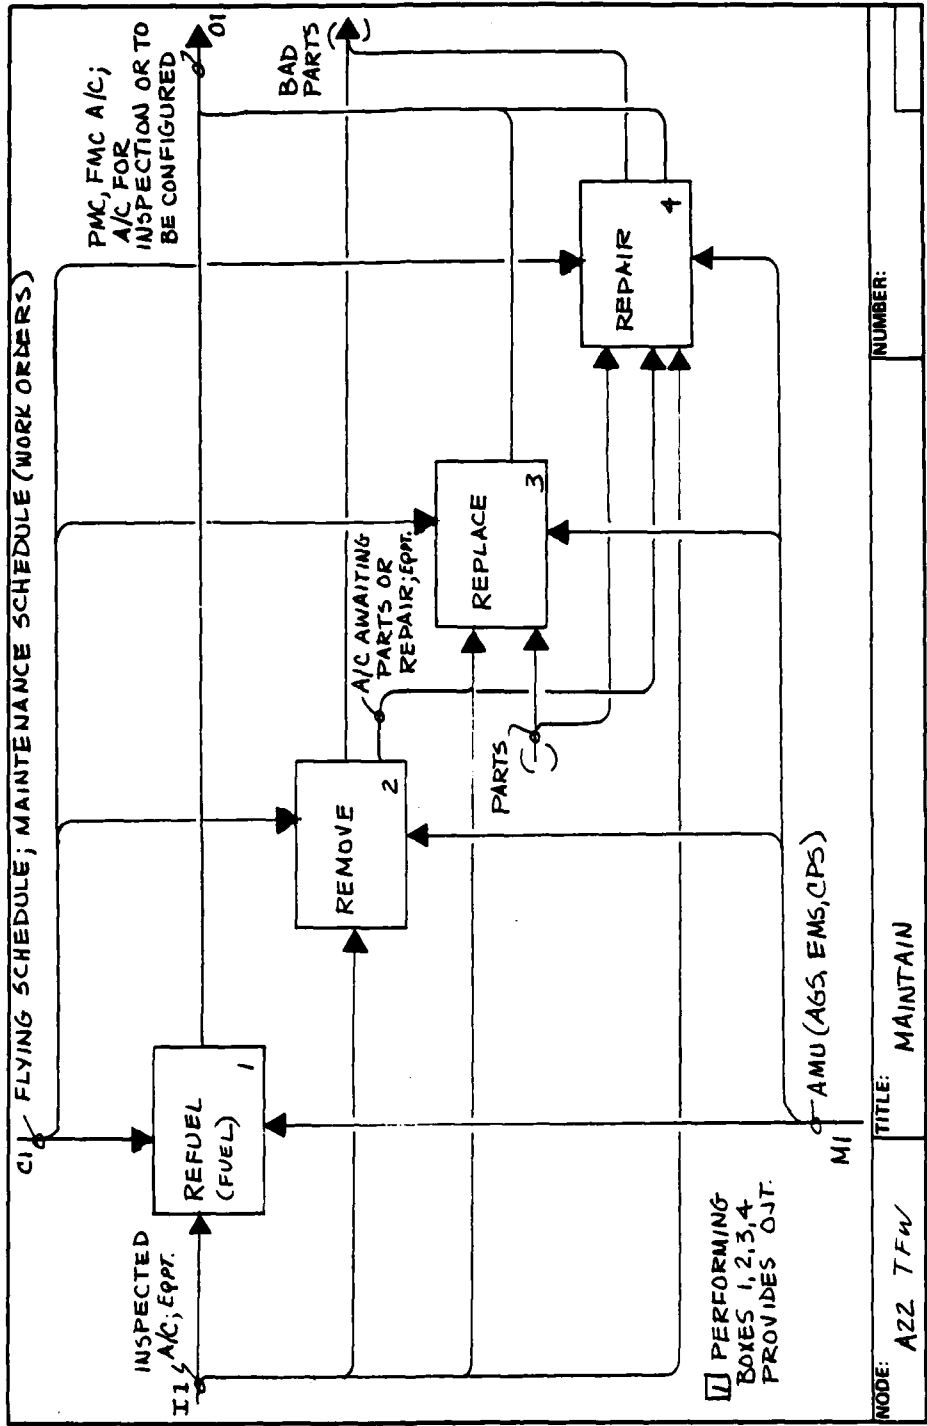 C1
FLYING SCHEDULE; MAINTENANCE SCHEDULE (WORK ORDERS)
INSPECTED
A/C; EQPT.
I1
REFUEL
(FUEL)
1
PMC, FMC A/C;
A/C FOR
INSPECTION OR TO
BE CONFIGURED
O1
REMOVE
2
BAD
PARTS
A/C AWAITING
PARTS OR
REPAIR; EQPT.
REPLACE
3
PARTS
REPAIR
4
1 PERFORMING
BOXES 1, 2, 3, 4
PROVIDES OJT.
AMU (AGS, EMS, CPS)
M1
NODE:
A22 TFW
TITLE:
MAINTAIN
NUMBER: